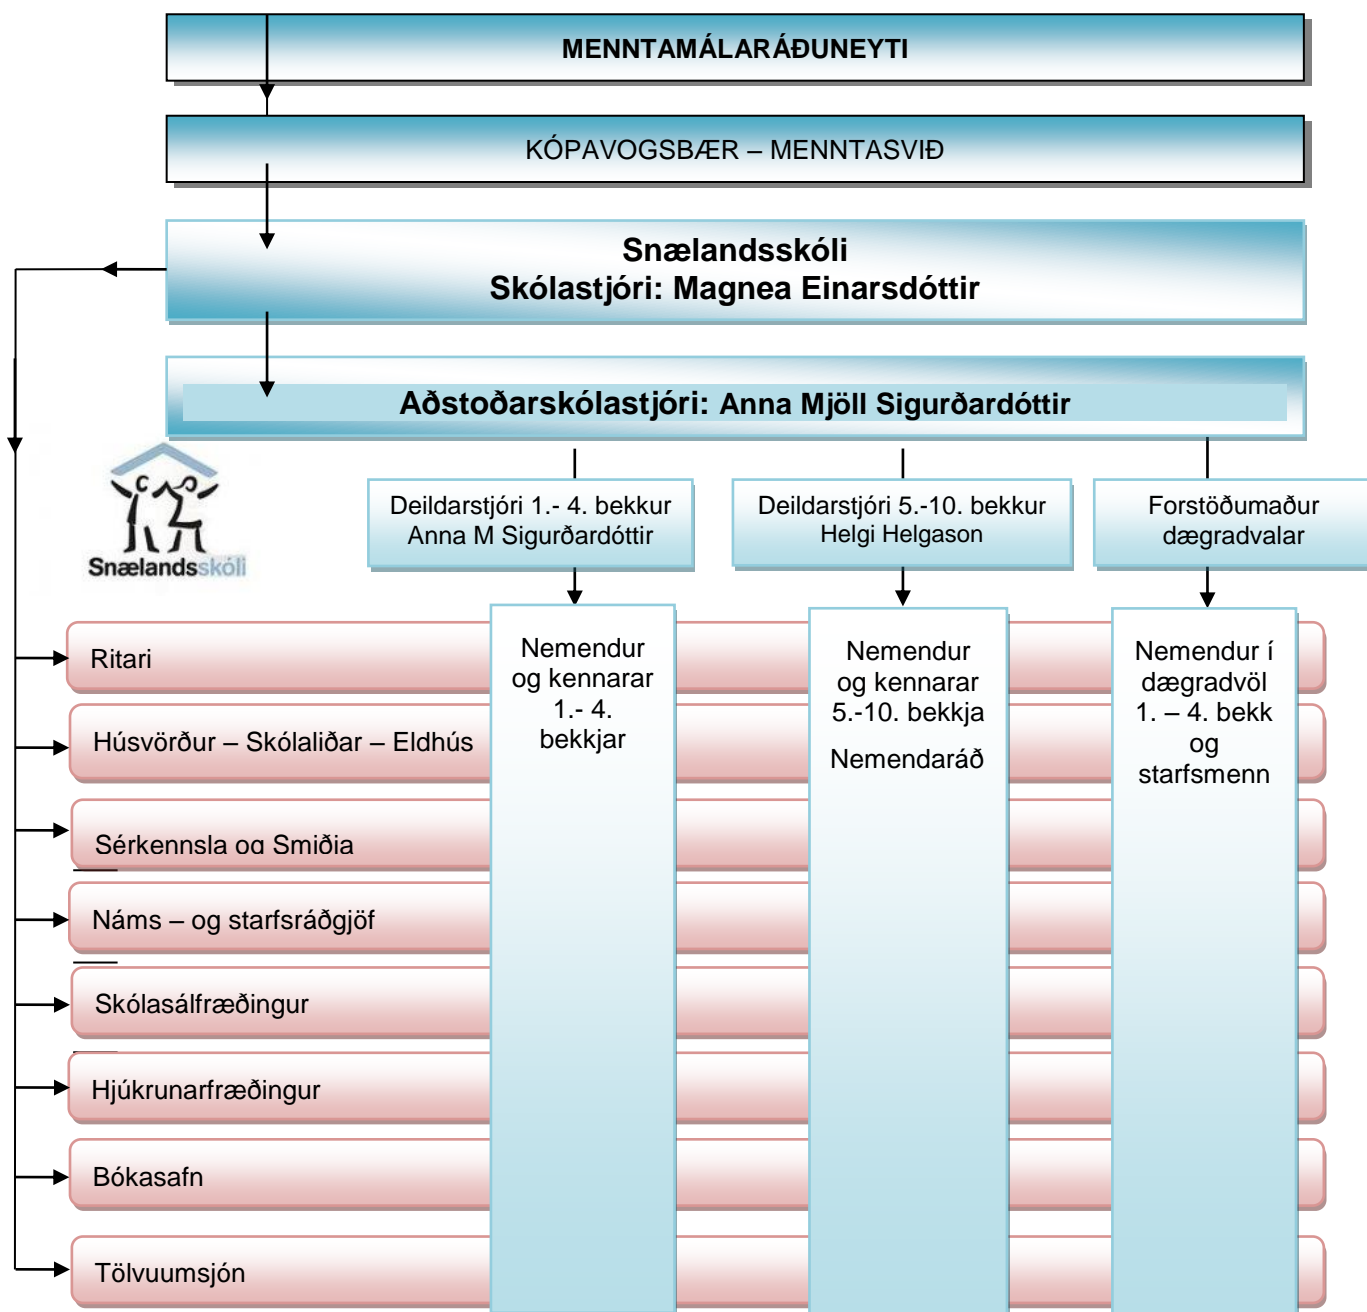 MENNTAMÁLARÁÐUNEYTI
KÓPAVOGSBÆR – MENNTASVIÐ
Snælandsskóli
Skólastjóri: Magnea Einarsdóttir
Aðstoðarskólastjóri: Anna Mjöll Sigurðardóttir
Snælandsskóli
Deildarstjóri 1.- 4. bekkur
Anna M Sigurðardóttir
Deildarstjóri 5.-10. bekkur
Helgi Helgason
Forstöðumaður
dægradvalar
Nemendur
og kennarar
1.- 4.
bekkjar
Nemendur
og kennarar
5.-10. bekkja
Nemendaráð
Nemendur í
dægradvöl
1. – 4. bekk
og
starfsmenn
Ritari
Húsvörður – Skólaliðar – Eldhús
Sérkennsla og Smiðja
Náms – og starfsráðgjöf
Skólasálfræðingur
Hjúkrunarfræðingur
Bókasafn
Tölvuumsjón